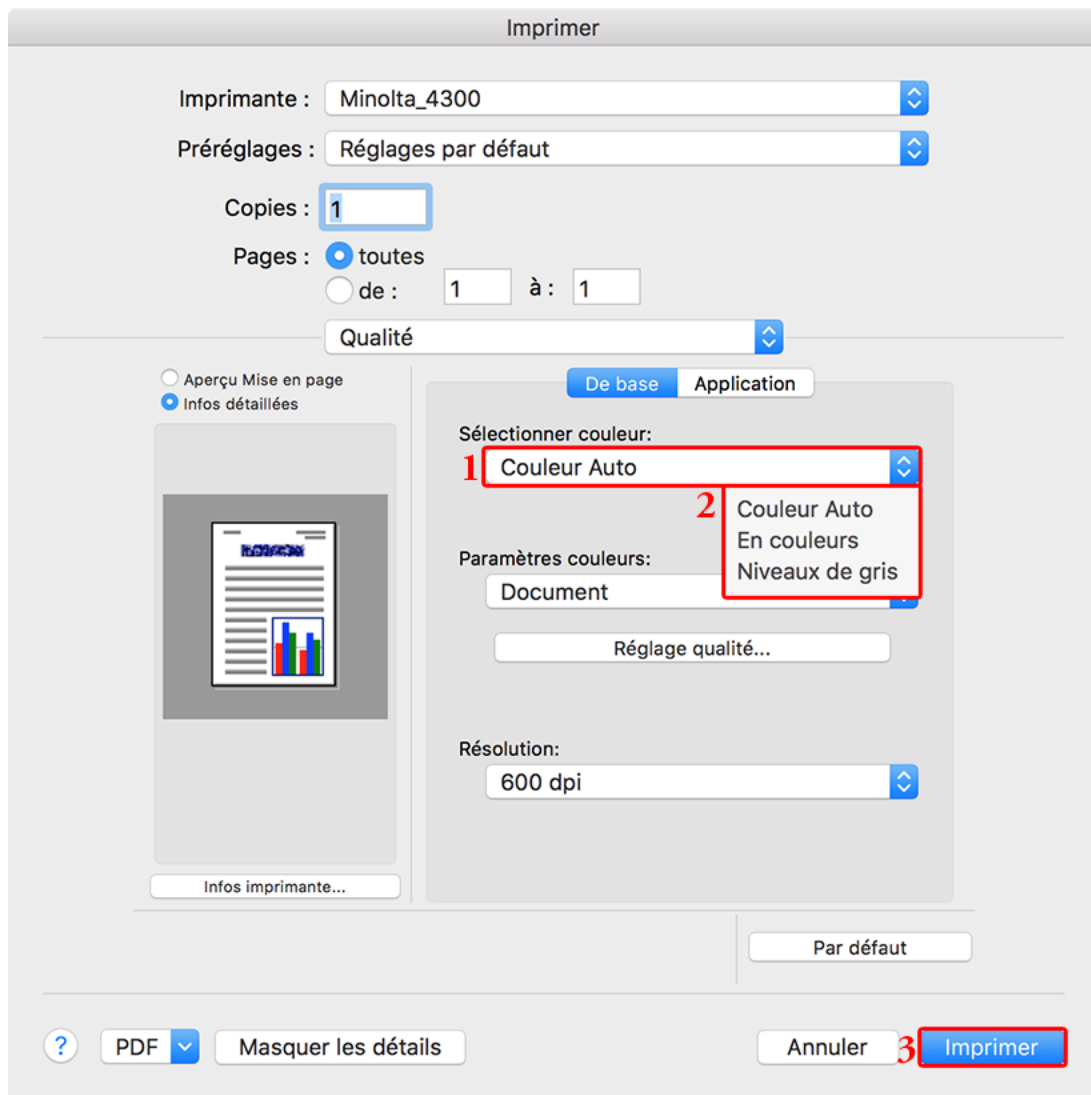 Imprimer
Imprimante : Minolta_4300
Préréglages : Réglages par défaut
Copies : 1
Pages : toutes
de : 1 à : 1
Qualité
Aperçu Mise en page
Infos détaillées
De base Application
Sélectionner couleur:
1 Couleur Auto
2 Couleur Auto
En couleurs
Niveaux de gris
Paramètres couleurs:
Document
Réglage qualité...
Résolution:
600 dpi
Infos imprimante...
Par défaut
? PDF Masquer les détails Annuler 3 Imprimer